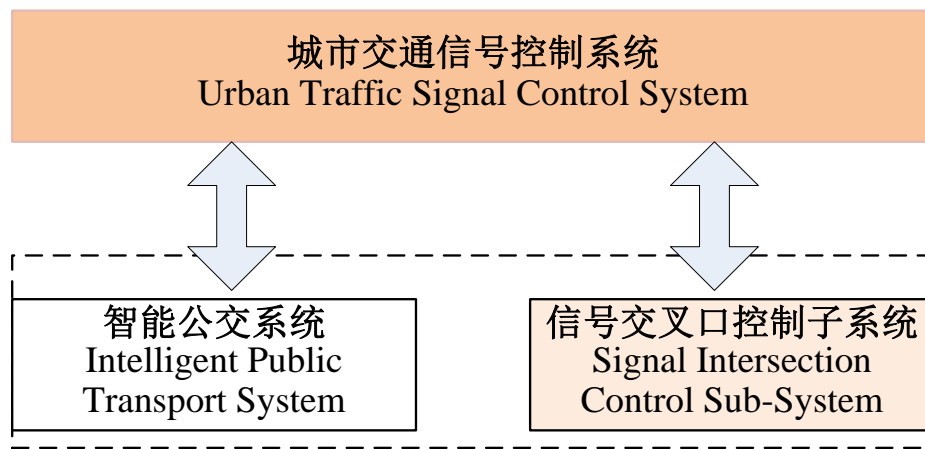 城市交通信号控制系统
Urban Traffic Signal Control System
智能公交系统
Intelligent Public
Transport System
信号交叉口控制子系统
Signal Intersection
Control Sub-System